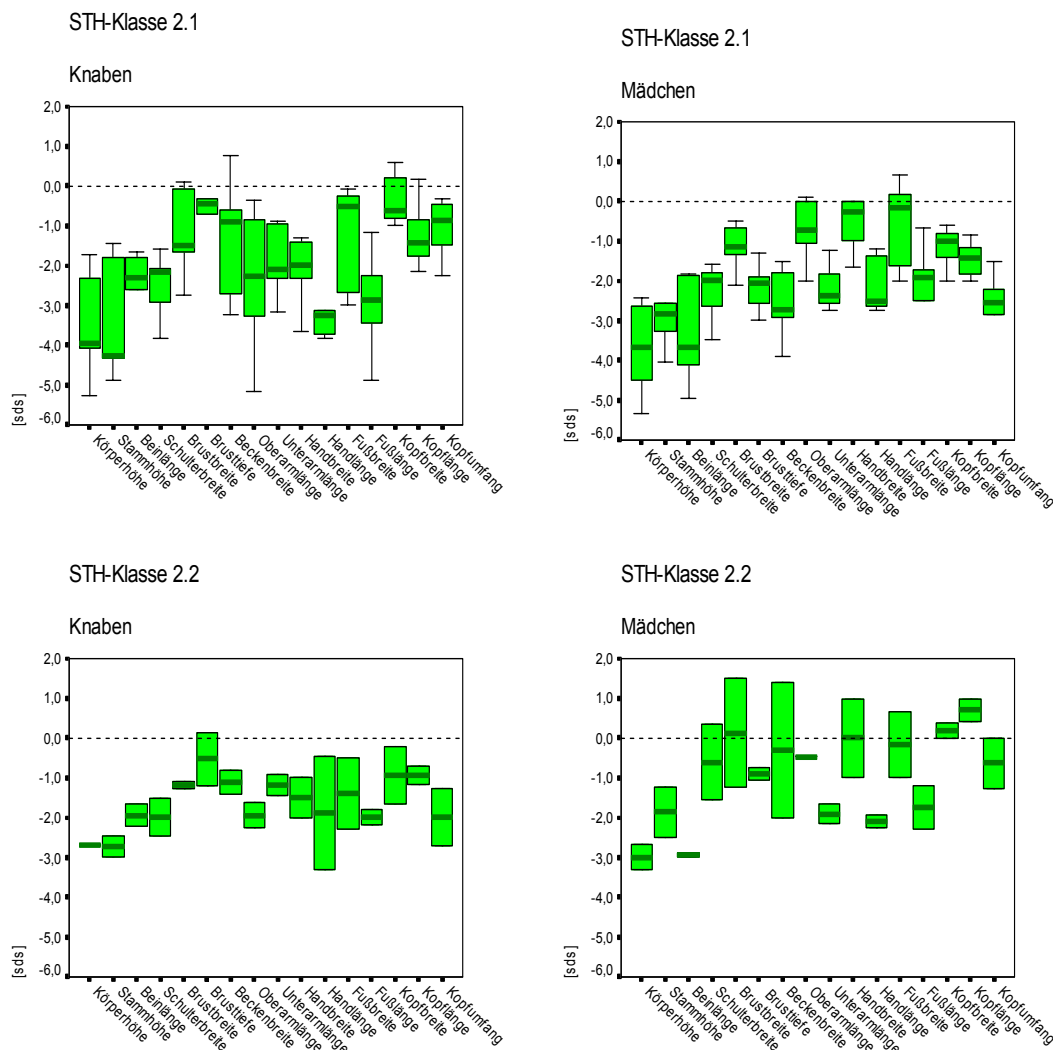 STH-Klasse 2.1
Knaben
2,0
1,0
0,0
-1,0
-2,0
-3,0
-4,0
-5,0
-6,0
[sds]
Körperhöhe
Stammhöhe
Beinlänge
Schulterbreite
Brustbreite
Brusttiefe
Beckenbreite
Oberarmlänge
Unterarmlänge
Handbreite
Handlänge
Fußbreite
Fußlänge
Kopfbreite
Kopflänge
Kopfumfang
STH-Klasse 2.1
Mädchen
2,0
1,0
0,0
-1,0
-2,0
-3,0
-4,0
-5,0
-6,0
[sds]
Körperhöhe
Stammhöhe
Beinlänge
Schulterbreite
Brustbreite
Brusttiefe
Beckenbreite
Oberarmlänge
Unterarmlänge
Handbreite
Handlänge
Fußbreite
Fußlänge
Kopfbreite
Kopflänge
Kopfumfang
STH-Klasse 2.2
Knaben
2,0
1,0
0,0
-1,0
-2,0
-3,0
-4,0
-5,0
-6,0
[sds]
Körperhöhe
Stammhöhe
Beinlänge
Schulterbreite
Brustbreite
Brusttiefe
Beckenbreite
Oberarmlänge
Unterarmlänge
Handbreite
Handlänge
Fußbreite
Fußlänge
Kopfbreite
Kopflänge
Kopfumfang
STH-Klasse 2.2
Mädchen
2,0
1,0
0,0
-1,0
-2,0
-3,0
-4,0
-5,0
-6,0
[sds]
Körperhöhe
Stammhöhe
Beinlänge
Schulterbreite
Brustbreite
Brusttiefe
Beckenbreite
Oberarmlänge
Unterarmlänge
Handbreite
Handlänge
Fußbreite
Fußlänge
Kopfbreite
Kopflänge
Kopfumfang